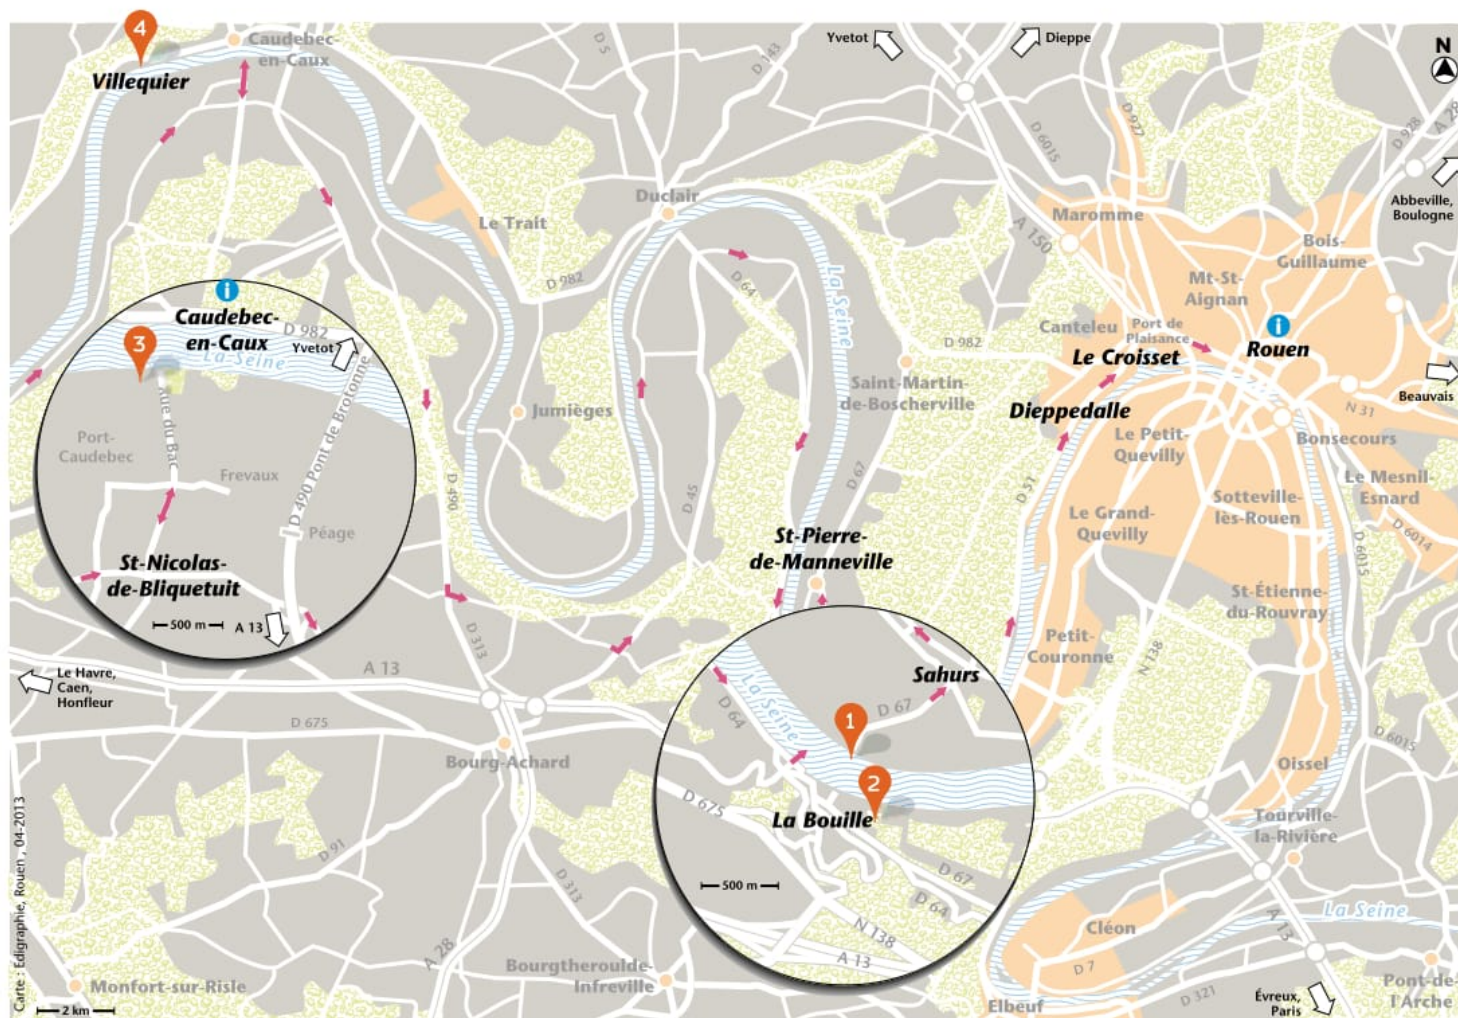 4
Villequier
Caudebec-
en-Caux
D 5
D 143
Yvetot
Dieppe
N
D 927
D 6015
D 928
A 28
Abbeville,
Boulogne
Le Trait
Duclair
D 982
D 64
La Seine
A 150
Maromme
Bois-
Guillaume
Mt-St-
Aignan
Canteleu
Port de
Plaisance
D 982
Le Croisset
i
Rouen
Dieppedalle
Beauvais
N 31
Bonsecours
Le Mesnil-
Esnard
D 6014
D 6015
Saint-Martin-
de-Boscherville
Jumièges
Le Petit-
Quevilly
Sotteville-
lès-Rouen
Le Grand-
Quevilly
D 51
D 67
D 45
D 490
i
Caudebec-
en-Caux
D 982
3
La Seine
Yvetot
Rue du Bac
D 490 Pont de Brotonne
Port-
Caudebec
Frevaux
Péage
St-Nicolas-
de-Bliquetuit
500 m
A 13
St-Pierre-
de-Manneville
St-Étienne-
du-Rouvray
Petit-
Couronne
N 138
D 313
A 13
Le Havre,
Caen,
Honfleur
D 675
Bourg-Achard
D 675
Sahurs
La Seine
D 64
D 67
1
2
La Bouille
500 m
D 67
D 64
N 138
A 13
D 6015
Oissel
Tourville-
la-Rivière
D 91
D 313
A 28
Bourgtheroulde-
Infreville
Monfort-sur-Risle
2 km
Carte : Edigraphie, Rouen , 04-2013
Cléon
D 7
Elbeuf
D 321
A 13
La Seine
Évreux,
Paris
Pont-de-
l'Arche